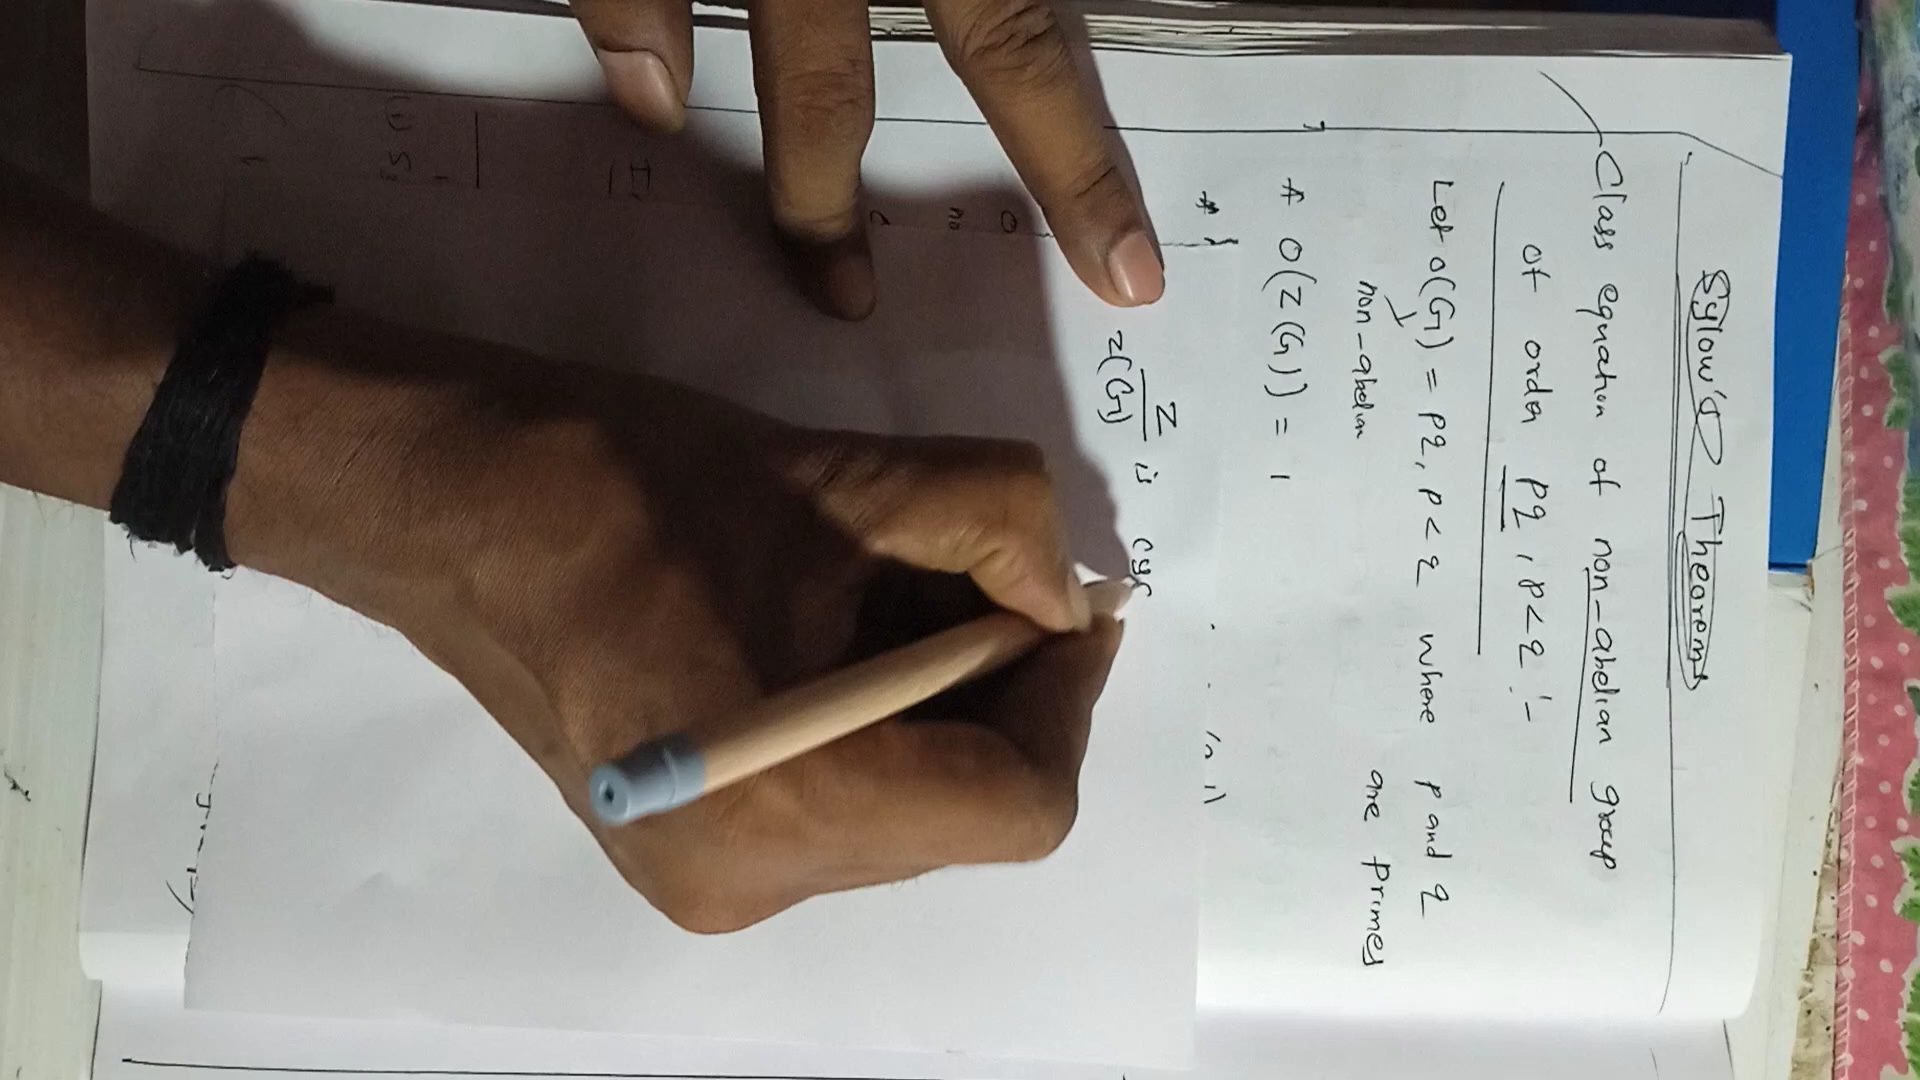 Sylow's Theorems
Class equation of non-abelian group
of order pq, p<q :-
Let o(G) = pq, p<q where p and q
non-abelian are primes
* O(Z(G)) = 1
*
Z
Z(G) is cyc